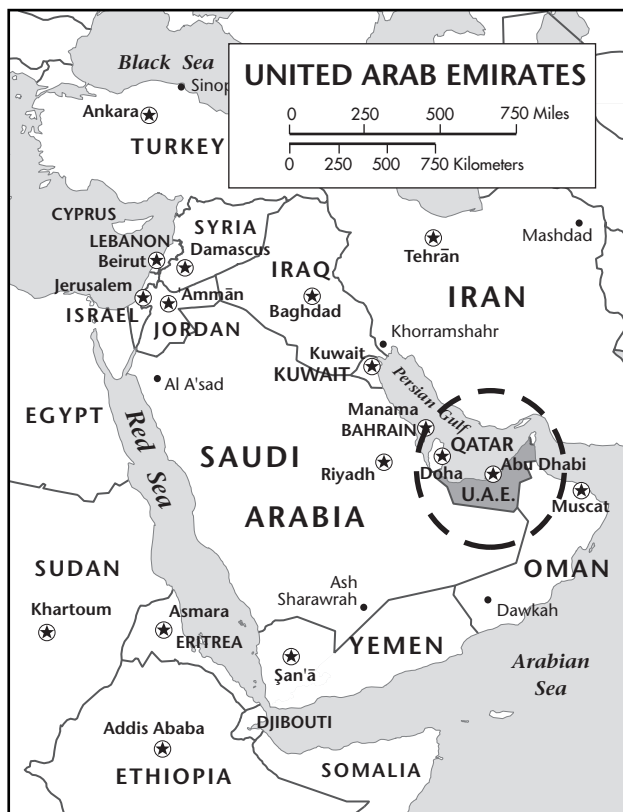 Black Sea
Sinop
UNITED ARAB EMIRATES
0 250 500 750 Miles
0 250 500 750 Kilometers
Ankara
TURKEY
CYPRUS
SYRIA
LEBANON
Beirut
Damascus
Tehrān
Mashdad
IRAQ
Jerusalem
Ammān
Baghdad
IRAN
ISRAEL
JORDAN
Khorramshahr
Kuwait
KUWAIT
Al A'sad
Persian Gulf
EGYPT
Red Sea
Manama
BAHRAIN
QATAR
SAUDI
Riyadh
Doha
Abu Dhabi
U.A.E.
Muscat
ARABIA
SUDAN
OMAN
Ash
Sharawrah
Dawkah
Khartoum
Asmara
ERITREA
YEMEN
Şan'ā
Arabian
Sea
DJIBOUTI
Addis Ababa
ETHIOPIA
SOMALIA